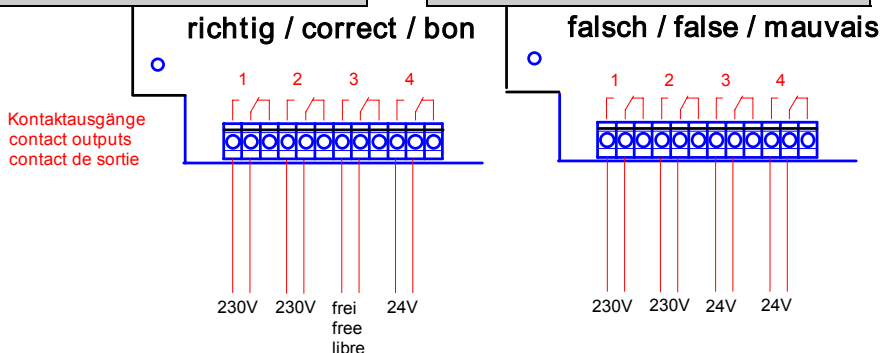 richtig / correct / bon
1 2 3 4
Kontaktausgänge
contact outputs
contact de sortie
230V 230V frei 24V
free
libre
falsch / false / mauvais
1 2 3 4
230V 230V 24V 24V